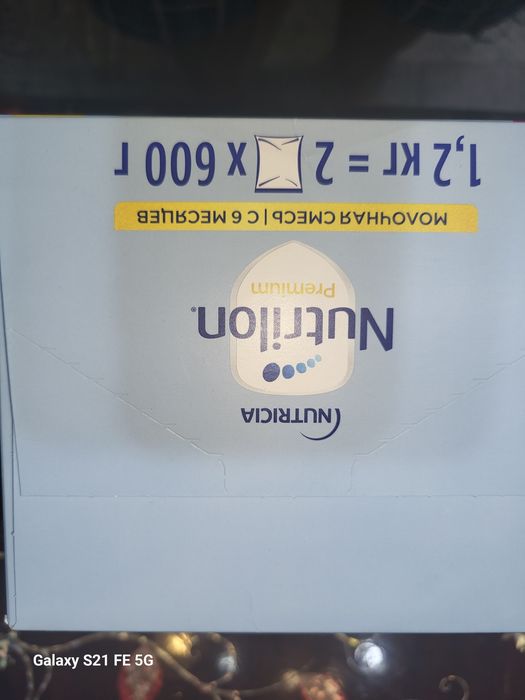 NUTRICIA
Nutrilon®
Premium
МОЛОЧНАЯ СМЕСЬ | С 6 МЕСЯЦЕВ
1,2 кг = 2 x 600 г
Galaxy S21 FE 5G